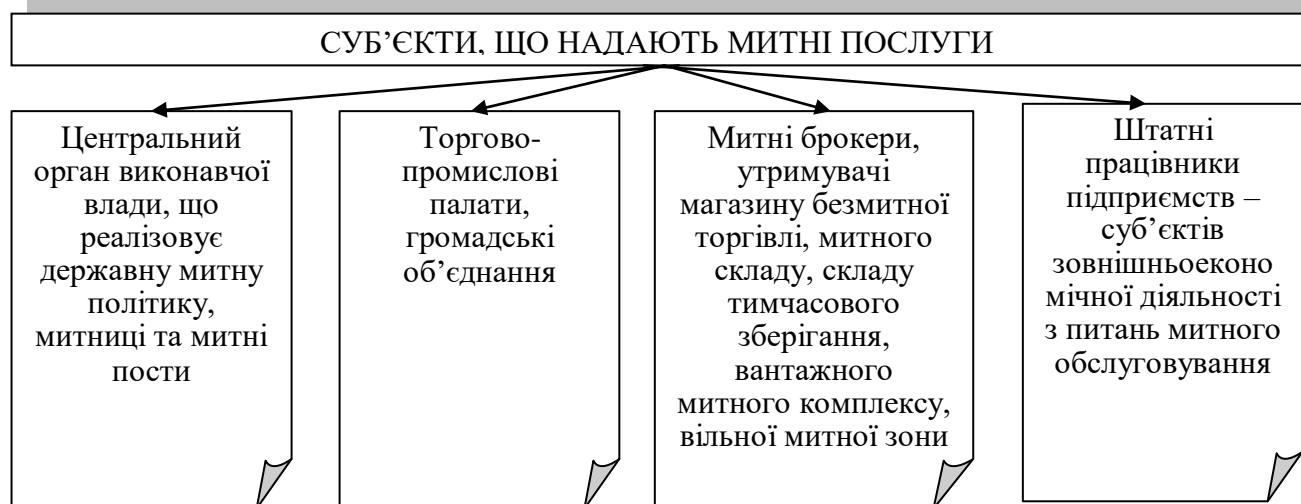 СУБ’ЄКТИ, ЩО НАДАЮТЬ МИТНІ ПОСЛУГИ
Центральний
орган виконавчої
влади, що
реалізовує
державну митну
політику,
митниці та митні
пости
Торгово-
промислові
палати,
громадські
об’єднання
Митні брокери,
утримувачі
магазину безмитної
торгівлі, митного
складу, складу
тимчасового
зберігання,
вантажного
митного комплексу,
вільної митної зони
Штатні
працівники
підприємств –
суб’єктів
зовнішньоеконо
мічної діяльності
з питань митного
обслуговування